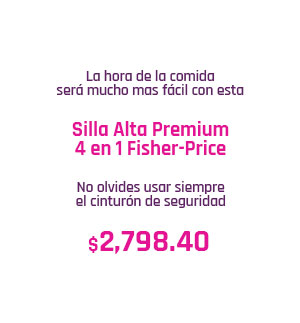 La hora de la comida
será mucho mas fácil con esta
Silla Alta Premium
4 en 1 Fisher-Price
No olvides usar siempre
el cinturón de seguridad
$2,798.40